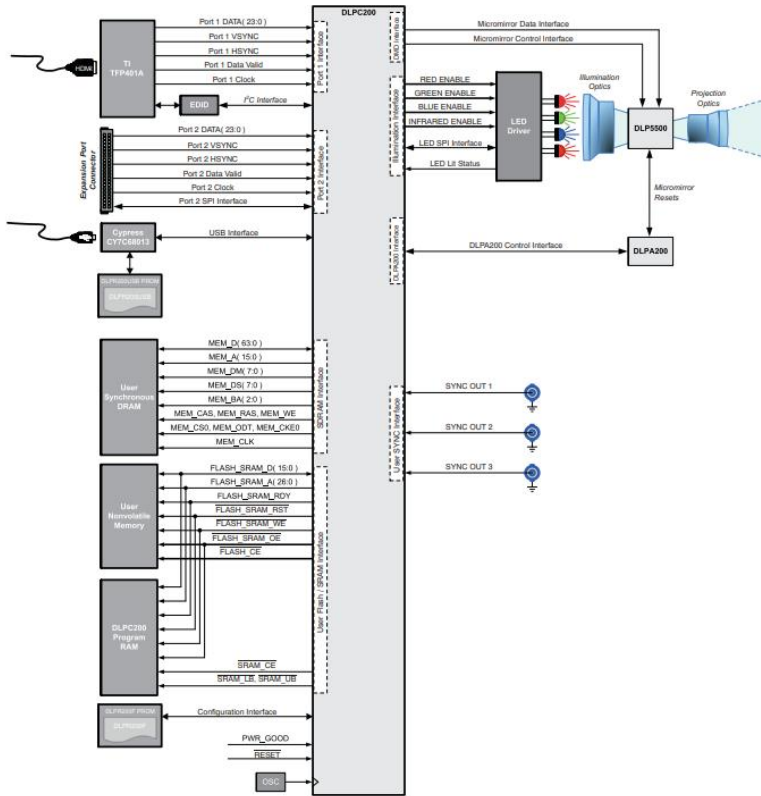 DLPC200
HDMI
TI
TFP401A
Port 1 DATA( 23:0 )
Port 1 VSYNC
Port 1 HSYNC
Port 1 Data Valid
Port 1 Clock
EDID
I²C Interface
Port 1 Interface
Expansion Port
Connector
Port 2 DATA( 23:0 )
Port 2 VSYNC
Port 2 HSYNC
Port 2 Data Valid
Port 2 Clock
Port 2 SPI Interface
Port 2 Interface
Cypress
CY7C68013
USB Interface
DLPR200USB PROM
DLPR200USB
User
Synchronous
DRAM
MEM_D( 63:0 )
MEM_A( 15:0 )
MEM_DM( 7:0 )
MEM_DS( 7:0 )
MEM_BA( 2:0 )
MEM_CAS, MEM_RAS, MEM_WE
MEM_CS0, MEM_ODT, MEM_CKE0
MEM_CLK
SDRAM Interface
User
Nonvolatile
Memory
FLASH_SRAM_D( 15:0 )
FLASH_SRAM_A( 26:0 )
FLASH_SRAM_RDY
FLASH_SRAM_RST
FLASH_SRAM_WE
FLASH_SRAM_OE
FLASH_CE
User Flash / SRAM Interface
DLPC200
Program
RAM
SRAM_CE
SRAM_LB, SRAM_UB
DLPR200F PROM
DLPR200F
Configuration Interface
PWR_GOOD
RESET
OSC
DMD Interface
Micromirror Data Interface
Micromirror Control Interface
Illumination Interface
RED ENABLE
GREEN ENABLE
BLUE ENABLE
INFRARED ENABLE
LED SPI Interface
LED Lit Status
LED
Driver
Illumination
Optics
DLP5500
Projection
Optics
Micromirror
Resets
DLPA200 Interface
DLPA200 Control Interface
DLPA200
User SYNC Interface
SYNC OUT 1
SYNC OUT 2
SYNC OUT 3